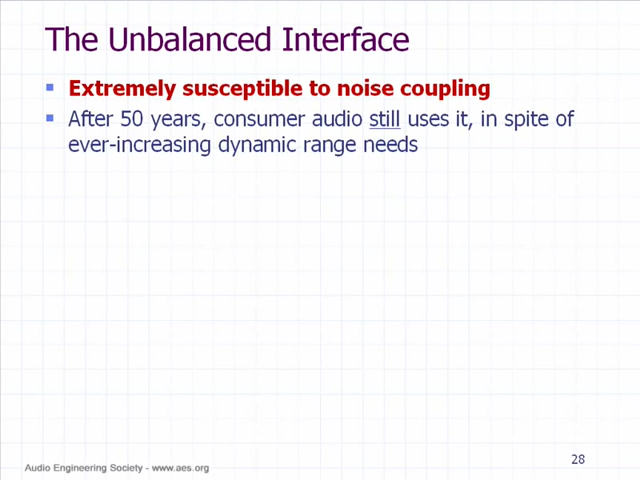 The Unbalanced Interface
Extremely susceptible to noise coupling
After 50 years, consumer audio still uses it, in spite of
ever-increasing dynamic range needs
28
Audio Engineering Society - www.aes.org